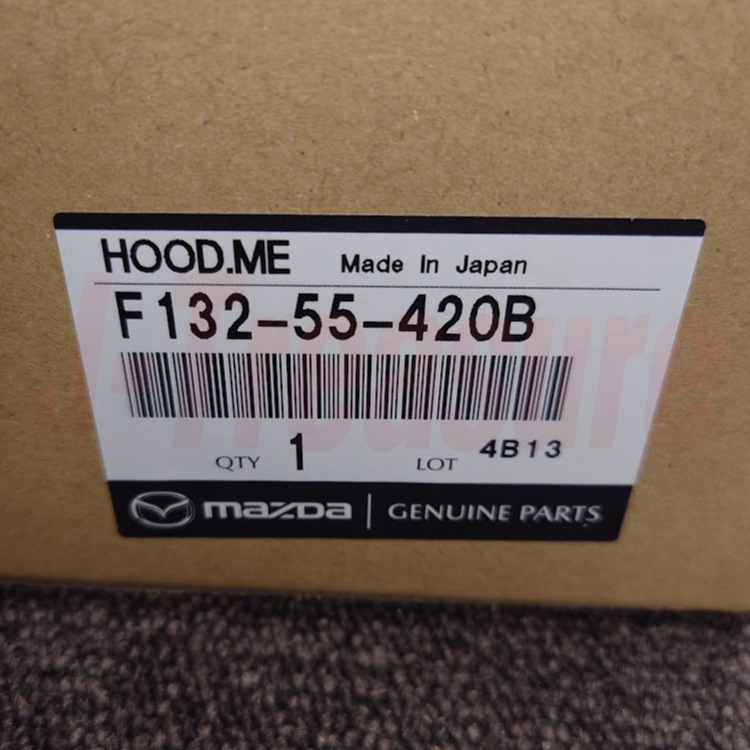 HOOD.ME Made In Japan
F132-55-420B
QTY 1 LOT 4B13
mazda | GENUINE PARTS